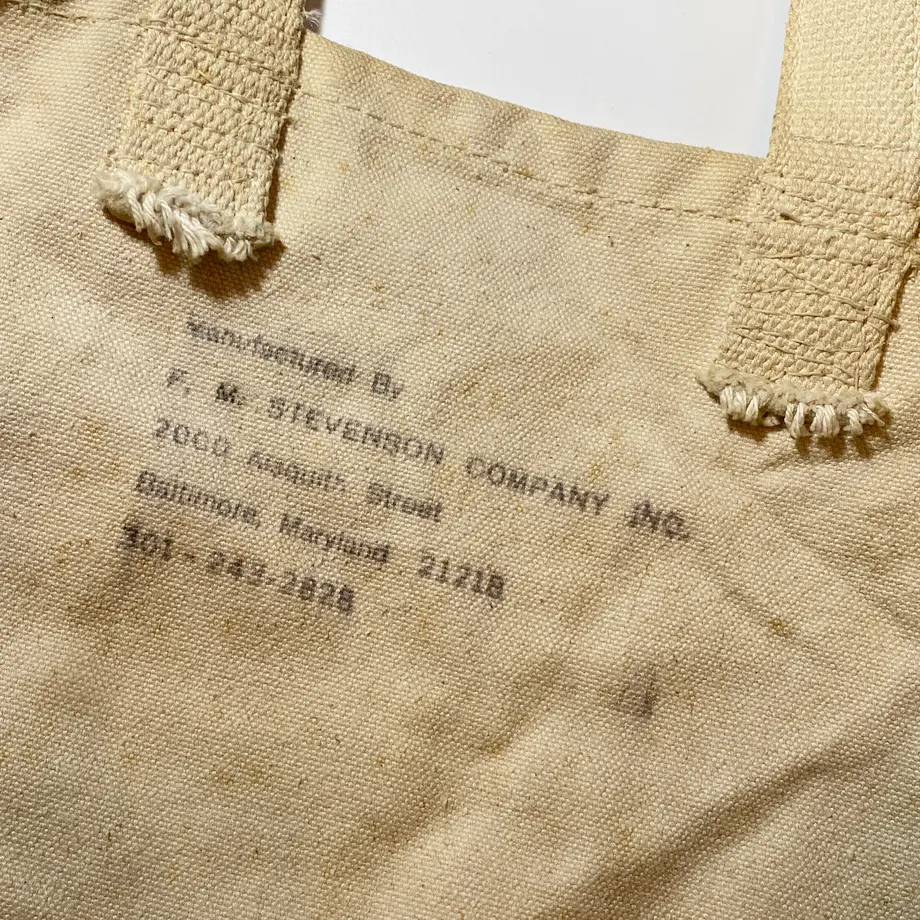 Manufactured By
F. M. STEVENSON COMPANY INC.
2000 Aisquith Street
Baltimore, Maryland 21218
301-243-2828